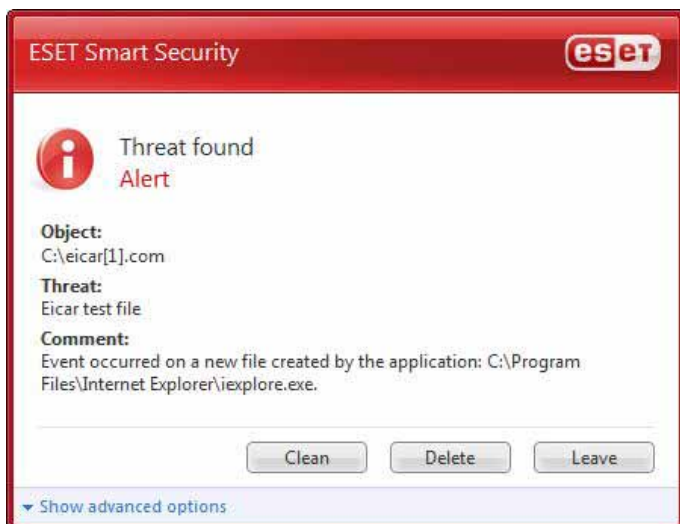 ESET Smart Security
eset
Threat found
Alert
Object:
C:\eicar[1].com
Threat:
Eicar test file
Comment:
Event occurred on a new file created by the application: C:\Program
Files\Internet Explorer\iexplore.exe.
Clean
Delete
Leave
Show advanced options